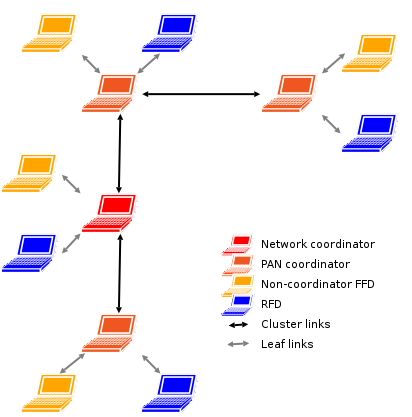 Network coordinator
PAN coordinator
Non-coordinator FFD
RFD
Cluster links
Leaf links